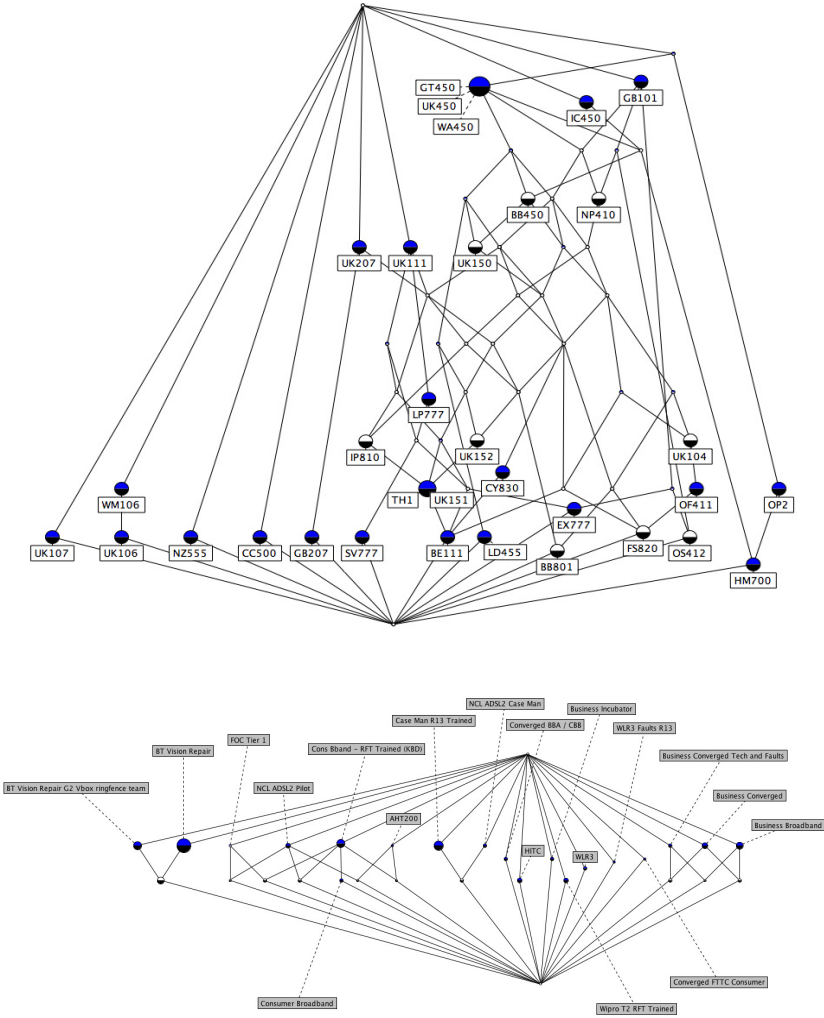 GT450
UK450
WA450
IC450
GB101
BB450
NP410
UK207
UK111
UK150
LP777
IP810
UK152
UK104
TH1
UK151
CY830
WM106
EX777
OF411
OP2
UK107
UK106
NZ555
CC500
GB207
SV777
BE111
LD455
BB801
FS820
OS412
HM700
NCL ADSL2 Case Man
Business Incubator
Case Man R13 Trained
Converged BBA / CBB
WLR3 Faults R13
FOC Tier 1
BT Vision Repair
Cons Bband - RFT Trained (KBD)
Business Converged Tech and Faults
BT Vision Repair G2 Vbox ringfence team
NCL ADSL2 Pilot
Business Converged
AHT200
Business Broadband
HITC
WLR3
Converged FTTC Consumer
Consumer Broadband
Wipro T2 RFT Trained